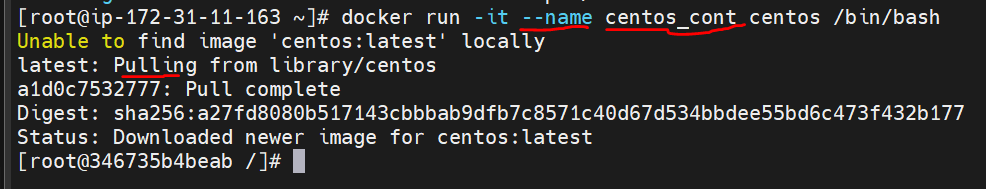 [root@ip-172-31-11-163 ~]# docker run -it --name centos_cont centos /bin/bash
Unable to find image 'centos:latest' locally
latest: Pulling from library/centos
a1d0c7532777: Pull complete
Digest: sha256:a27fd8080b517143cbbbab9dfb7c8571c40d67d534bbdee55bd6c473f432b177
Status: Downloaded newer image for centos:latest
[root@346735b4beab /]#